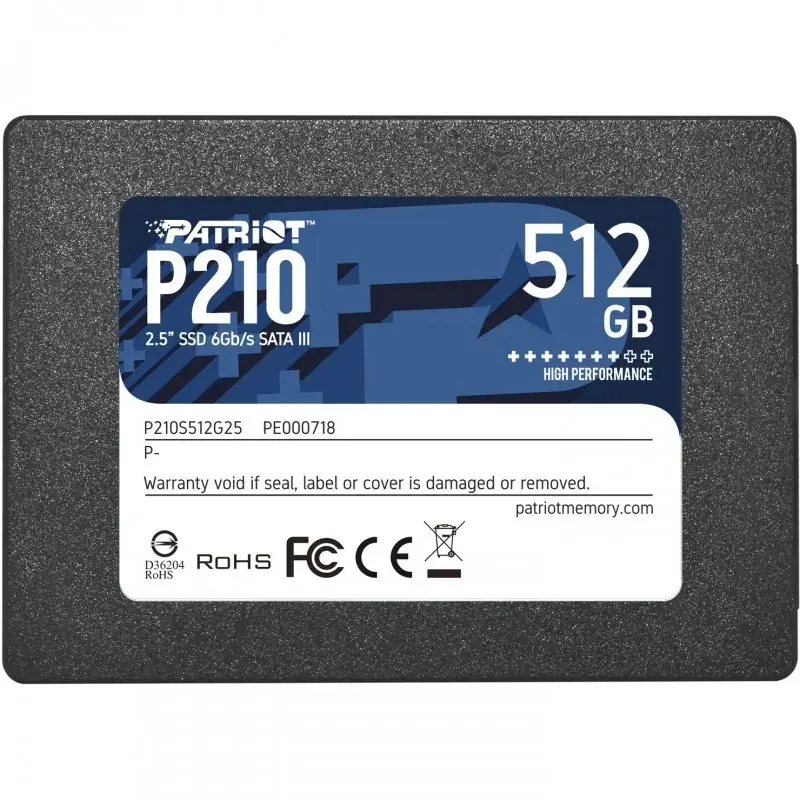 PATRIOT™
P210
2.5" SSD 6Gb/s SATA III
512
GB
HIGH PERFORMANCE
P210S512G25 PE000718
P-
Warranty void if seal, label or cover is damaged or removed.
patriotmemory.com
D36204
RoHS
RoHS
FC CE